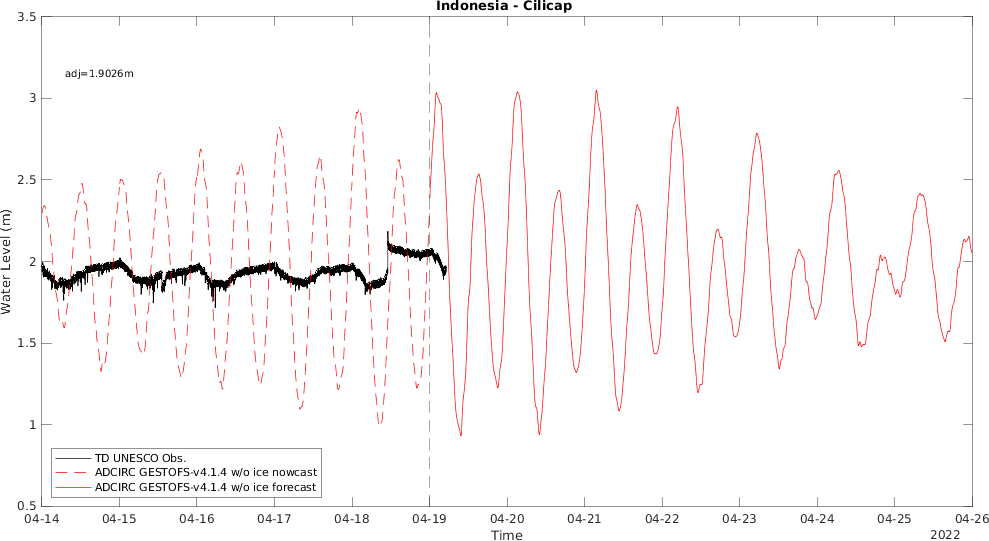 Indonesia - Cilicap
3.5
3
2.5
2
1.5
1
0.5
Water Level (m)
adj=1.9026m
TD UNESCO Obs.
ADCIRC GESTOFS-v4.1.4 w/o ice nowcast
ADCIRC GESTOFS-v4.1.4 w/o ice forecast
04-14 04-15 04-16 04-17 04-18 04-19 04-20 04-21 04-22 04-23 04-24 04-25 04-26
Time
2022